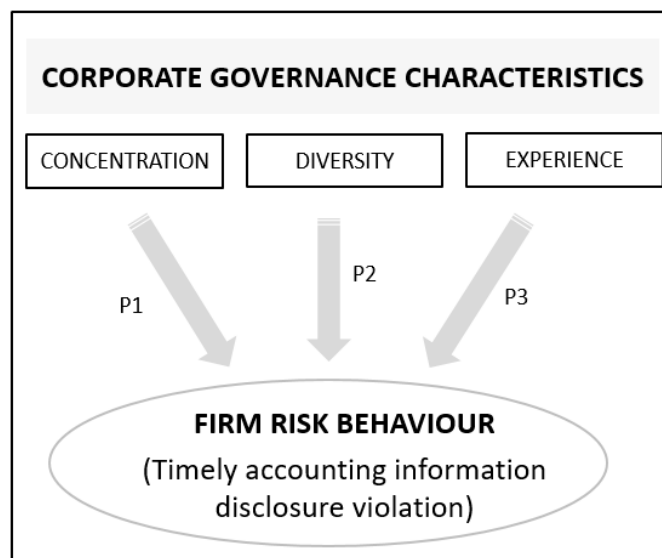 CORPORATE GOVERNANCE CHARACTERISTICS
CONCENTRATION
DIVERSITY
EXPERIENCE
P1
P2
P3
FIRM RISK BEHAVIOUR
(Timely accounting information
disclosure violation)